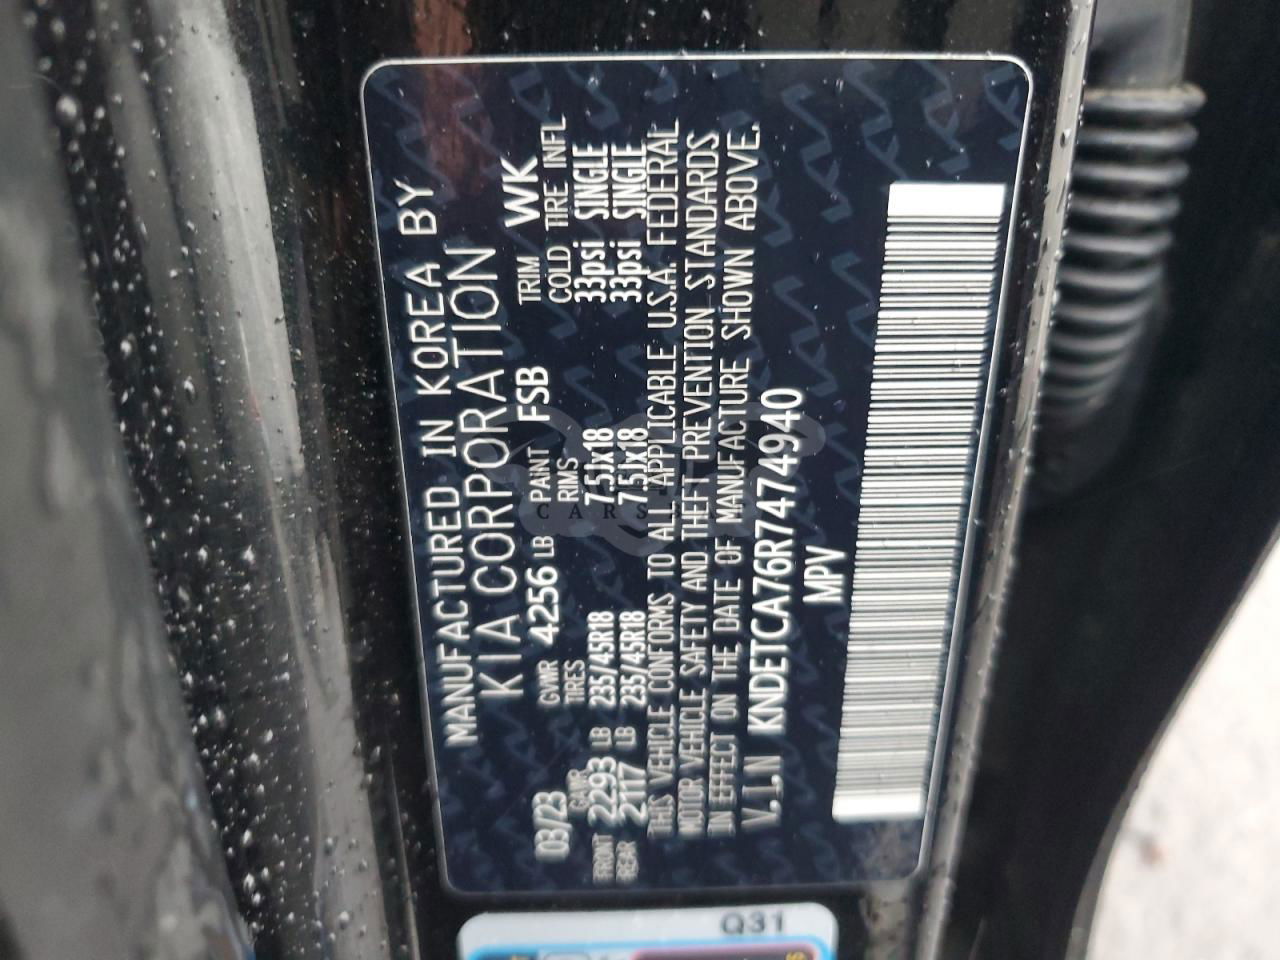 MANUFACTURED IN KOREA BY
KIA CORPORATION
03/23 GVWR 4256 LB PAINT FSB TRIM WK
GAWR TIRES RIMS COLD TIRE INFL
FRONT 2293 LB 235/45R18 7.5Jx18 33psi SINGLE
REAR 2117 LB 235/45R18 7.5Jx18 33psi SINGLE
THIS VEHICLE CONFORMS TO ALL APPLICABLE U.S.A. FEDERAL
MOTOR VEHICLE SAFETY AND THEFT PREVENTION STANDARDS
IN EFFECT ON THE DATE OF MANUFACTURE SHOWN ABOVE.
V.I.N KNDETCA76R7474940
MPV
Q31